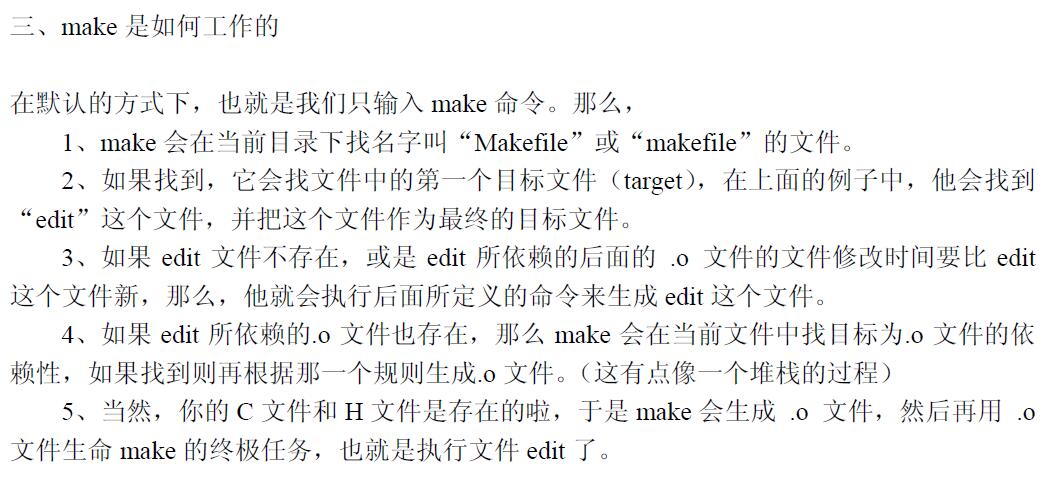 三、make 是如何工作的
在默认的方式下，也就是我们只输入 make 命令。那么，
1、make 会在当前目录下找名字叫“Makefile”或“makefile”的文件。
2、如果找到，它会找文件中的第一个目标文件（target），在上面的例子中，他会找到
“edit”这个文件，并把这个文件作为最终的目标文件。
3、如果 edit 文件不存在，或是 edit 所依赖的后面的 .o 文件的文件修改时间要比 edit
这个文件新，那么，他就会执行后面所定义的命令来生成 edit 这个文件。
4、如果 edit 所依赖的.o 文件也存在，那么 make 会在当前文件中找目标为.o 文件的依
赖性，如果找到则再根据那一个规则生成.o 文件。（这有点像一个堆栈的过程）
5、当然，你的 C 文件和 H 文件是存在的啦，于是 make 会生成 .o 文件，然后再用 .o
文件生命 make 的终极任务，也就是执行文件 edit 了。